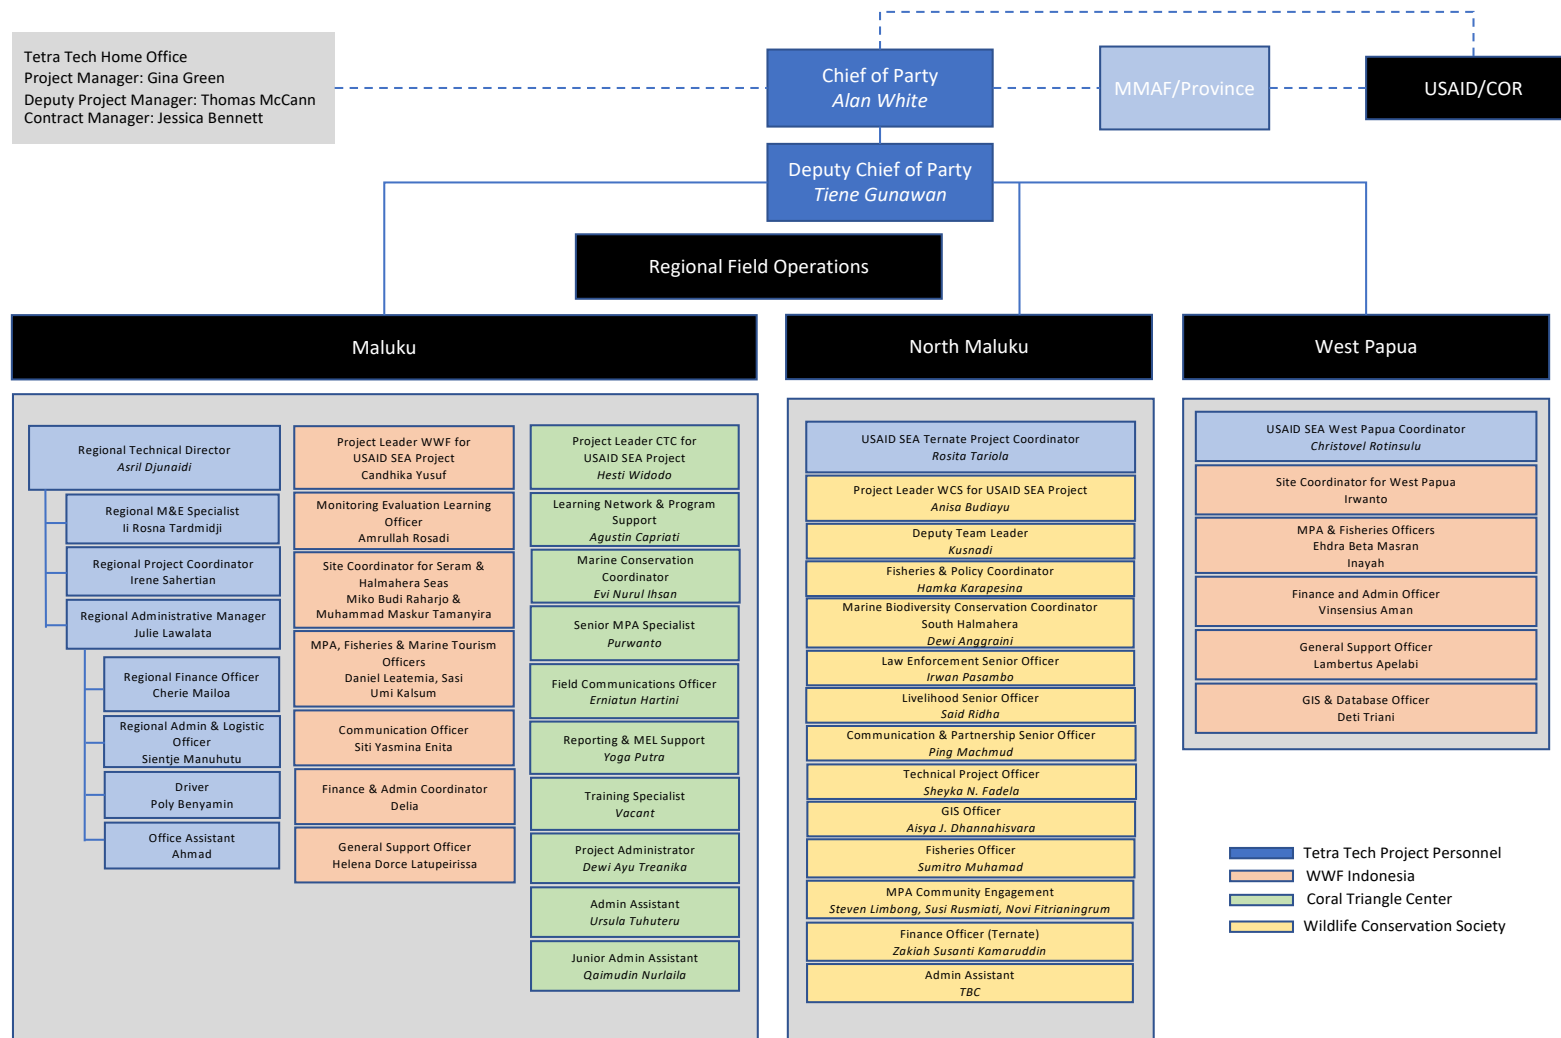 Tetra Tech Home Office
Project Manager: Gina Green
Deputy Project Manager: Thomas McCann
Contract Manager: Jessica Bennett
Chief of Party
Alan White
MMAF/Province
USAID/COR
Deputy Chief of Party
Tiene Gunawan
Regional Field Operations
Maluku
North Maluku
West Papua
Regional Technical Director
Asril Djunaidi
Regional M&E Specialist
Ii Rosna Tardmidji
Regional Project Coordinator
Irene Sahertian
Regional Administrative Manager
Julie Lawalata
Regional Finance Officer
Cherie Mailoa
Regional Admin & Logistic
Officer
Sientje Manuhutu
Driver
Poly Benyamin
Office Assistant
Ahmad
Project Leader WWF for
USAID SEA Project
Candhika Yusuf
Monitoring Evaluation Learning
Officer
Amrullah Rosadi
Site Coordinator for Seram &
Halmahera Seas
Miko Budi Raharjo &
Muhammad Maskur Tamanyira
MPA, Fisheries & Marine Tourism
Officers
Daniel Leatemia, Sasi
Umi Kalsum
Communication Officer
Siti Yasmina Enita
Finance & Admin Coordinator
Delia
General Support Officer
Helena Dorce Latupeirissa
Project Leader CTC for
USAID SEA Project
Hesti Widodo
Learning Network & Program
Support
Agustin Capriati
Marine Conservation
Coordinator
Evi Nurul Ihsan
Senior MPA Specialist
Purwanto
Field Communications Officer
Erniatun Hartini
Reporting & MEL Support
Yoga Putra
Training Specialist
Vacant
Project Administrator
Dewi Ayu Treanika
Admin Assistant
Ursula Tuhuteru
Junior Admin Assistant
Qaimudin Nurlaila
USAID SEA Ternate Project Coordinator
Rosita Tariola
Project Leader WCS for USAID SEA Project
Anisa Budiayu
Deputy Team Leader
Kusnadi
Fisheries & Policy Coordinator
Hamka Karapesina
Marine Biodiversity Conservation Coordinator
South Halmahera
Dewi Anggraini
Law Enforcement Senior Officer
Irwan Pasambo
Livelihood Senior Officer
Said Ridha
Communication & Partnership Senior Officer
Ping Machmud
Technical Project Officer
Sheyka N. Fadela
GIS Officer
Aisya J. Dhannahisvara
Fisheries Officer
Sumitro Muhamad
MPA Community Engagement
Steven Limbong, Susi Rusmiati, Novi Fitrianingrum
Finance Officer (Ternate)
Zakiah Susanti Kamaruddin
Admin Assistant
TBC
USAID SEA West Papua Coordinator
Christovel Rotinsulu
Site Coordinator for West Papua
Irwanto
MPA & Fisheries Officers
Ehdra Beta Masran
Inayah
Finance and Admin Officer
Vinsensius Aman
General Support Officer
Lambertus Apelabi
GIS & Database Officer
Deti Triani
Tetra Tech Project Personnel
WWF Indonesia
Coral Triangle Center
Wildlife Conservation Society